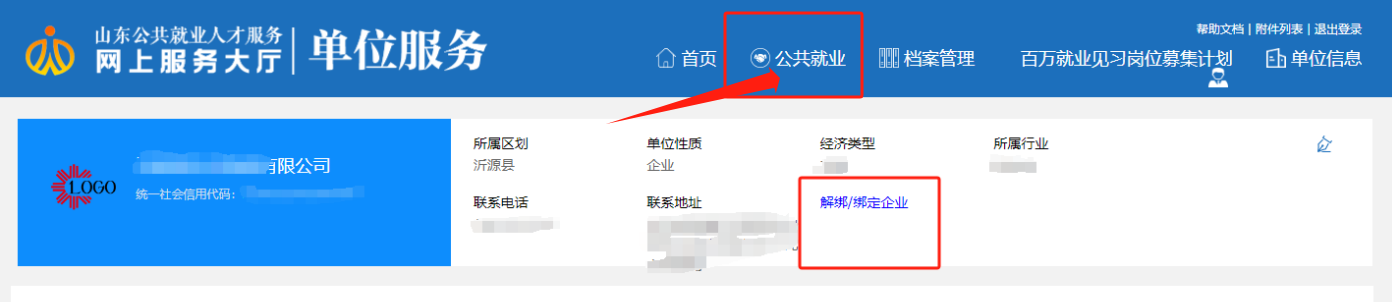 山东公共就业人才服务
网上服务大厅
单位服务
帮助文档 | 附件列表 | 退出登录
首页
公共就业
档案管理
百万就业见习岗位募集计划
单位信息
LOGO
有限公司
统一社会信用代码：
所属区划
沂源县
单位性质
企业
经济类型
所属行业
联系电话
联系地址
解绑/绑定企业